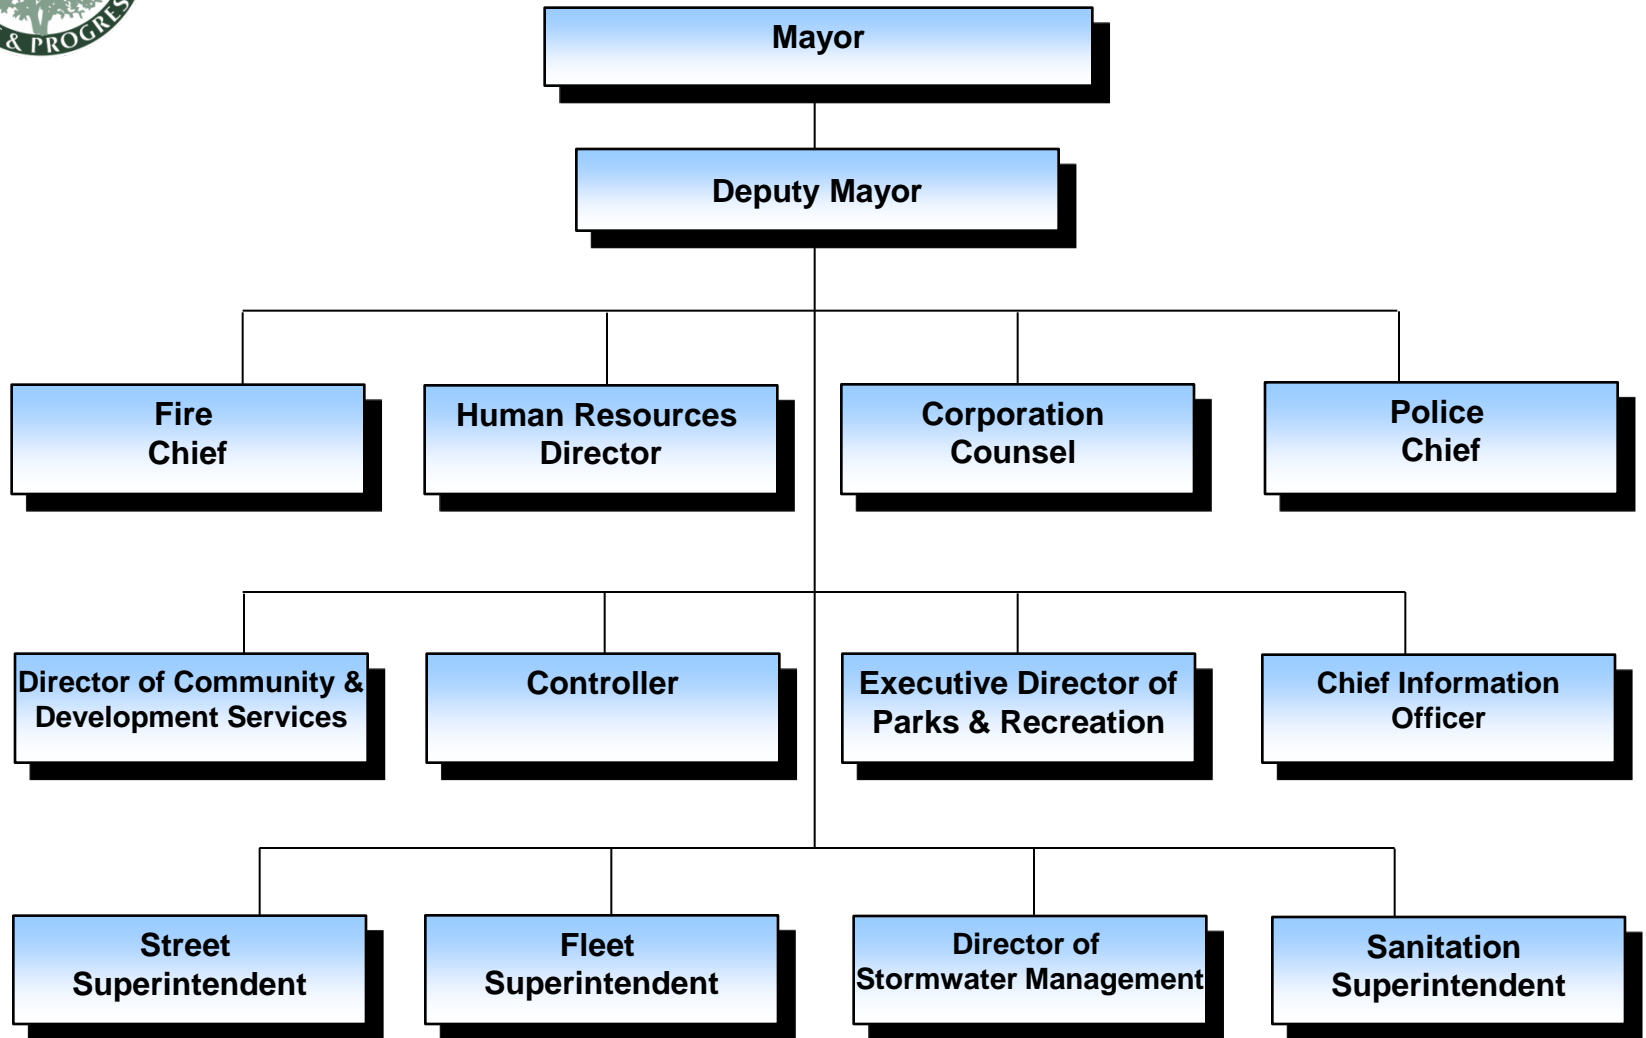 & PROGRES
Mayor
Deputy Mayor
Fire
Chief
Human Resources
Director
Corporation
Counsel
Police
Chief
Director of Community &
Development Services
Controller
Executive Director of
Parks & Recreation
Chief Information
Officer
Street
Superintendent
Fleet
Superintendent
Director of
Stormwater Management
Sanitation
Superintendent